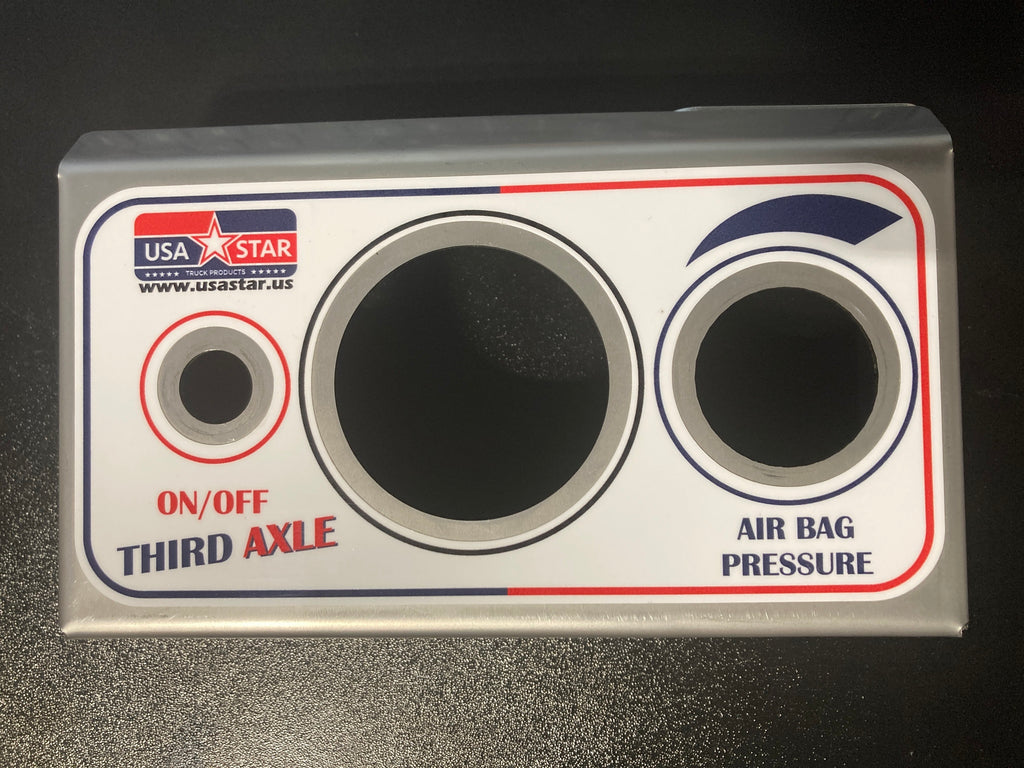 USA STAR
★★★★★ TRUCK PRODUCTS ★★★★★
www.usastar.us
ON/OFF
THIRD AXLE
AIR BAG
PRESSURE